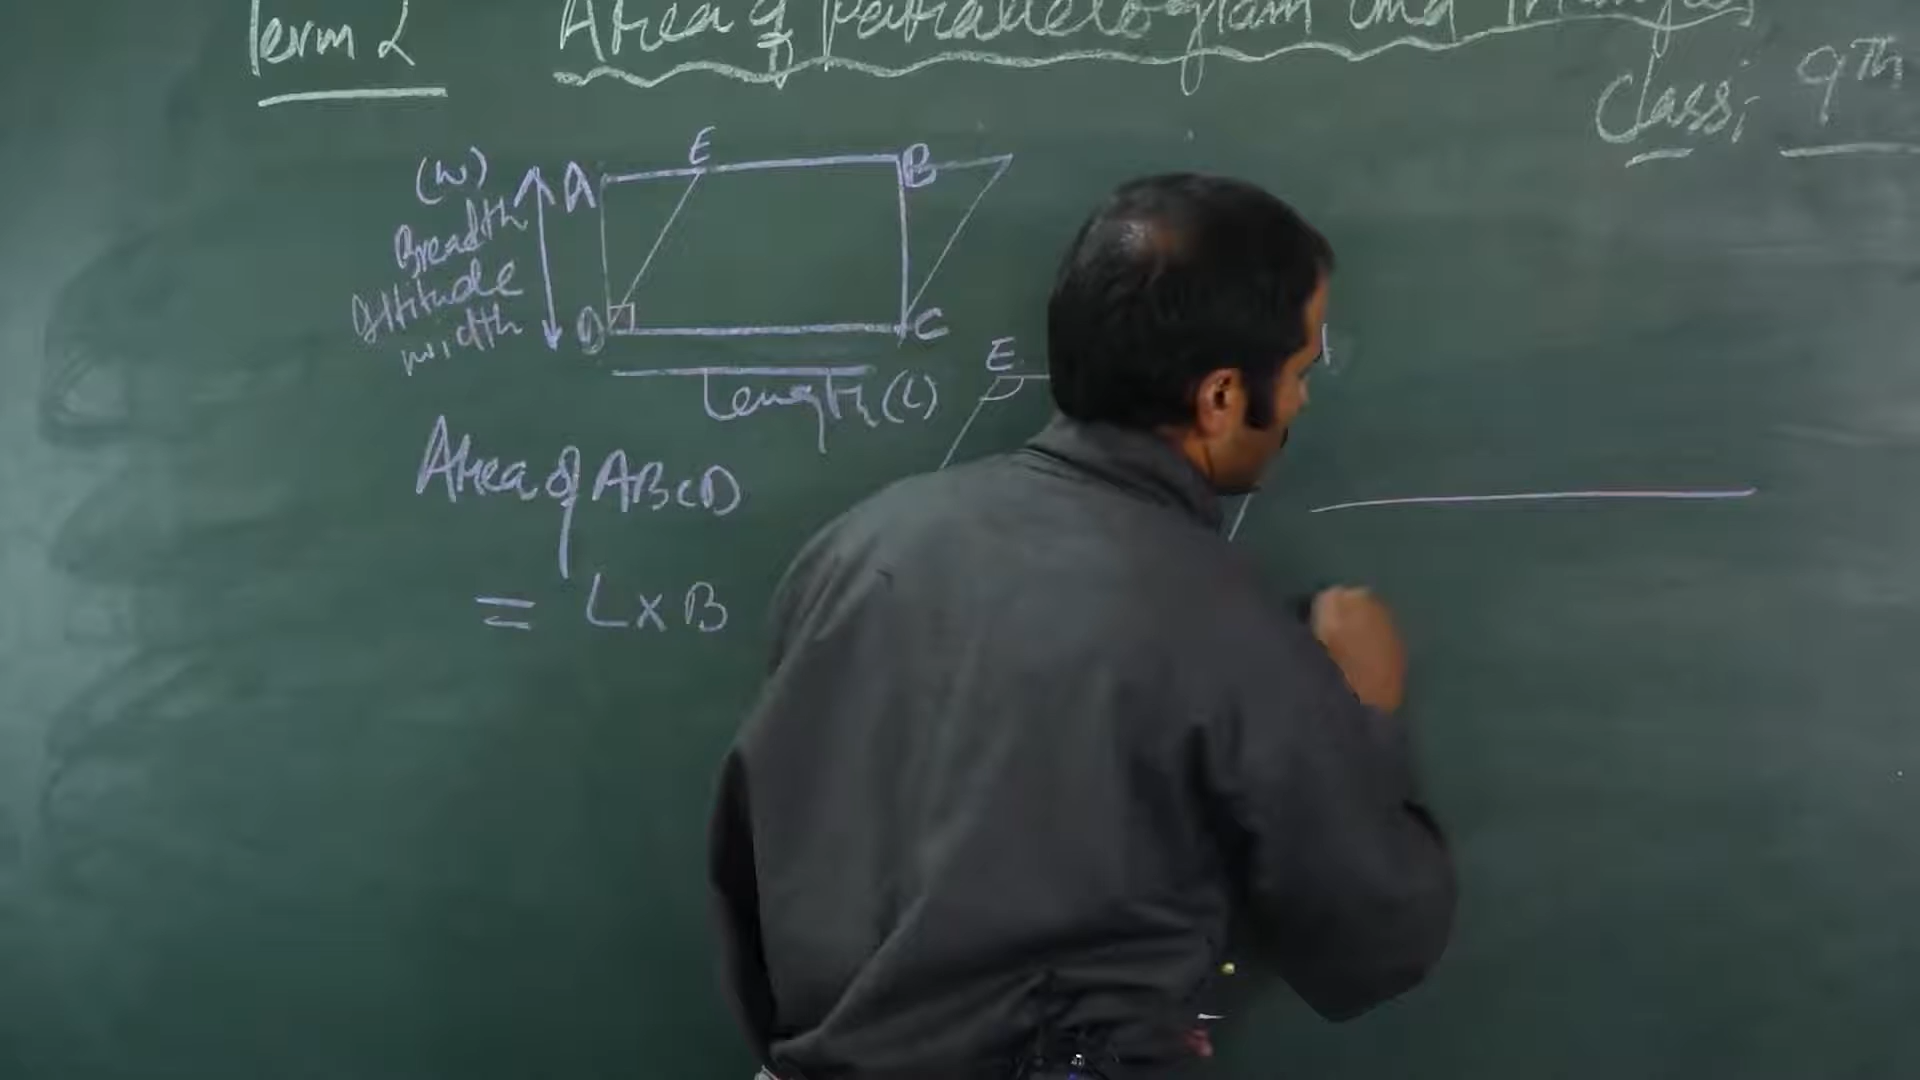 Term 2
Area of Parallelogram and Triangles
Class; 9Th
(W)
Breadth
Altitude
width
A E B
D C
Length (L)
E
Area of ABCD
= L x B